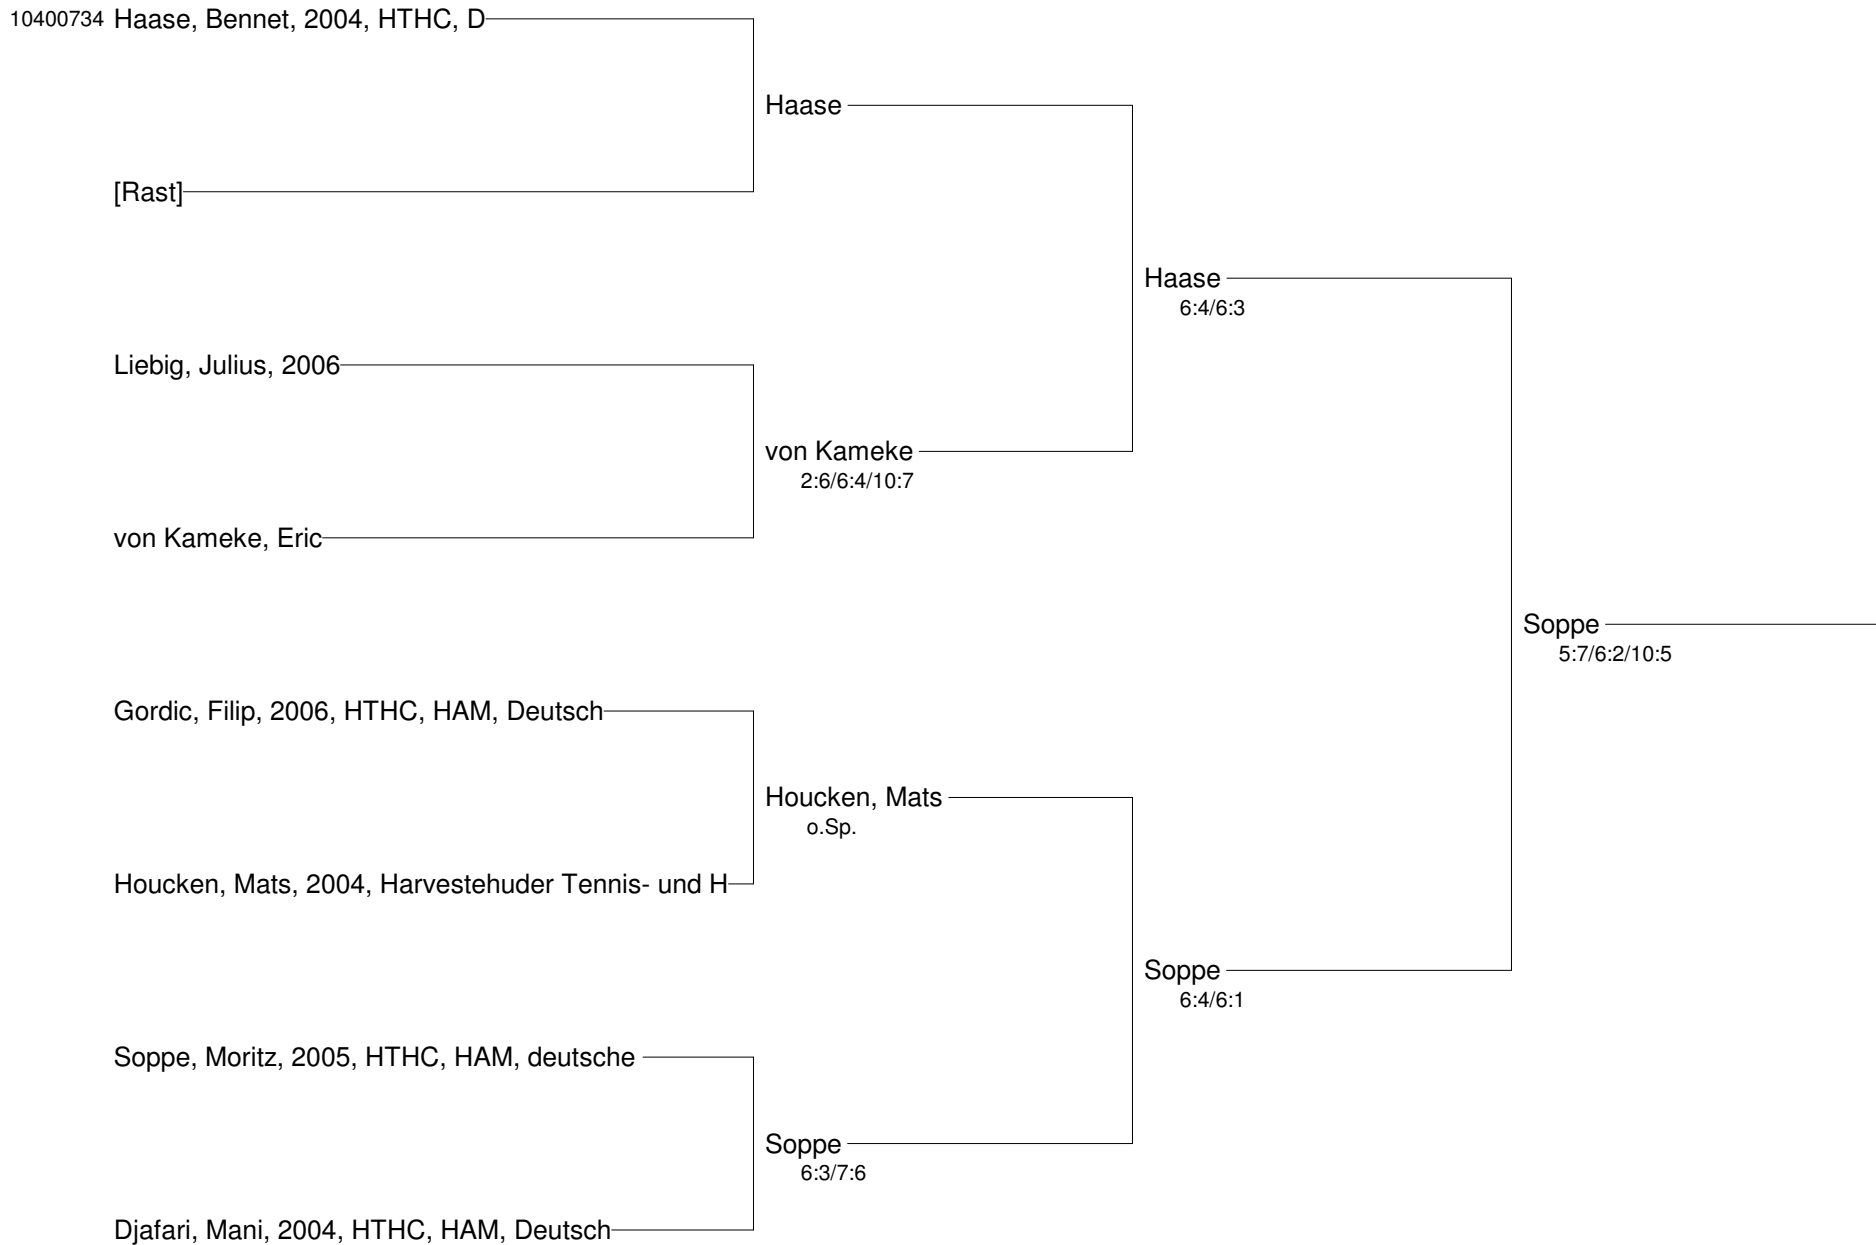 10400734 Haase, Bennet, 2004, HTHC, D
Haase
[Rast]
Haase
6:4/6:3
Liebig, Julius, 2006
von Kameke
2:6/6:4/10:7
von Kameke, Eric
Soppe
5:7/6:2/10:5
Gordic, Filip, 2006, HTHC, HAM, Deutsch
Houcken, Mats
o.Sp.
Houcken, Mats, 2004, Harvestehuder Tennis- und H
Soppe
6:4/6:1
Soppe, Moritz, 2005, HTHC, HAM, deutsche
Soppe
6:3/7:6
Djafari, Mani, 2004, HTHC, HAM, Deutsch